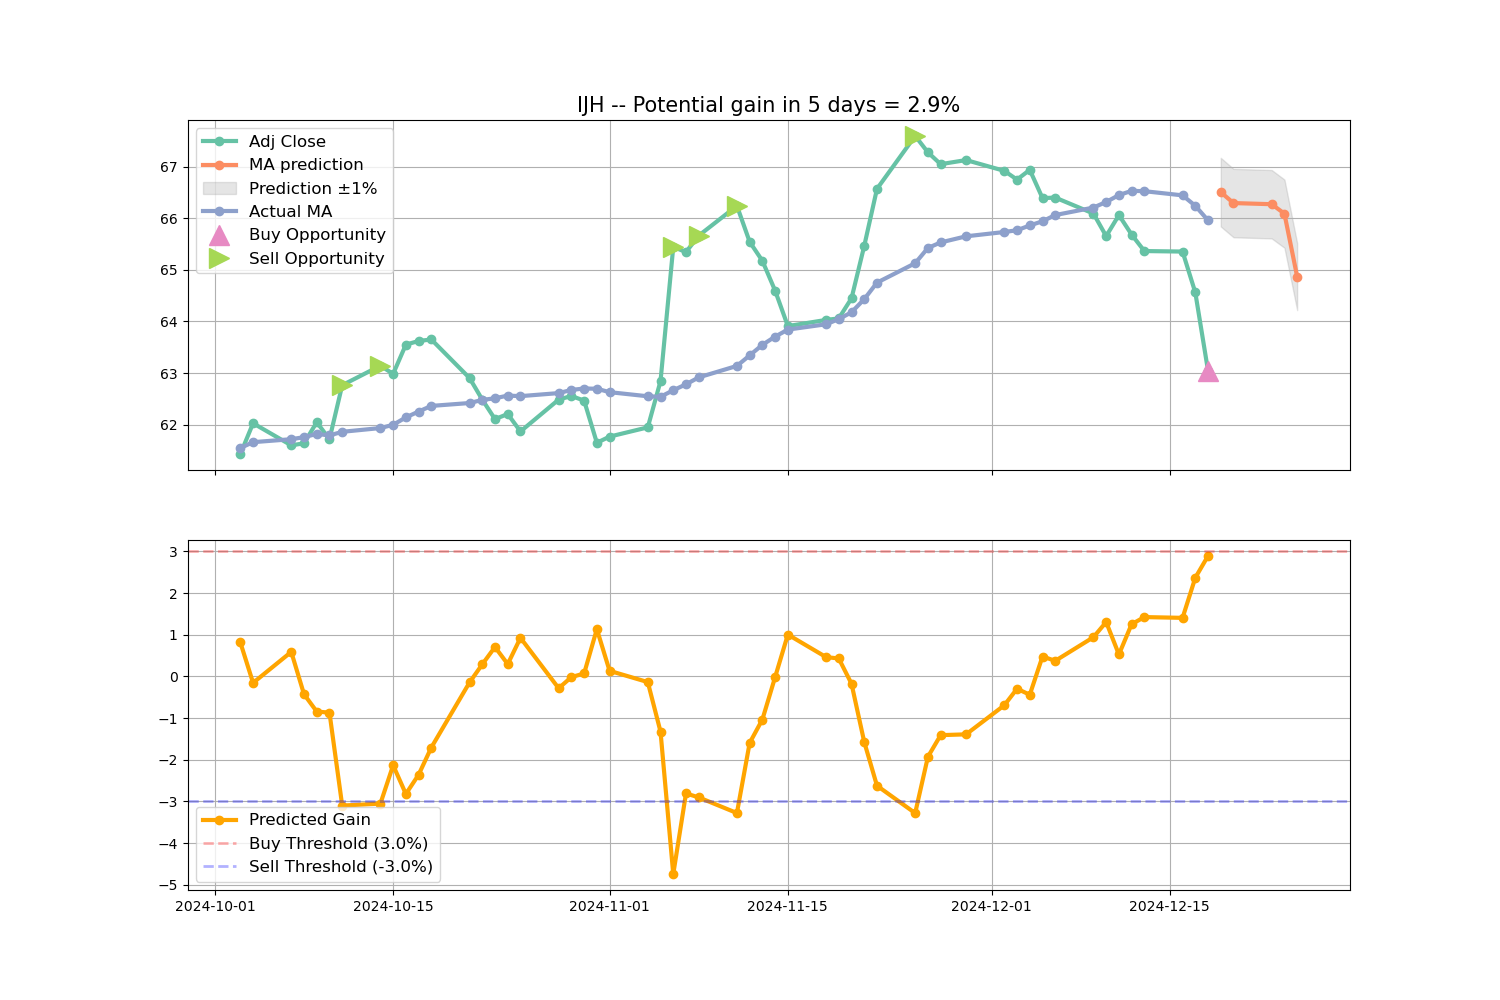 IJH -- Potential gain in 5 days = 2.9%
Adj Close
MA prediction
Prediction ±1%
Actual MA
Buy Opportunity
Sell Opportunity
67
66
65
64
63
62
3
2
1
0
−1
−2
−3
−4
−5
Predicted Gain
Buy Threshold (3.0%)
Sell Threshold (-3.0%)
2024-10-01 2024-10-15 2024-11-01 2024-11-15 2024-12-01 2024-12-15